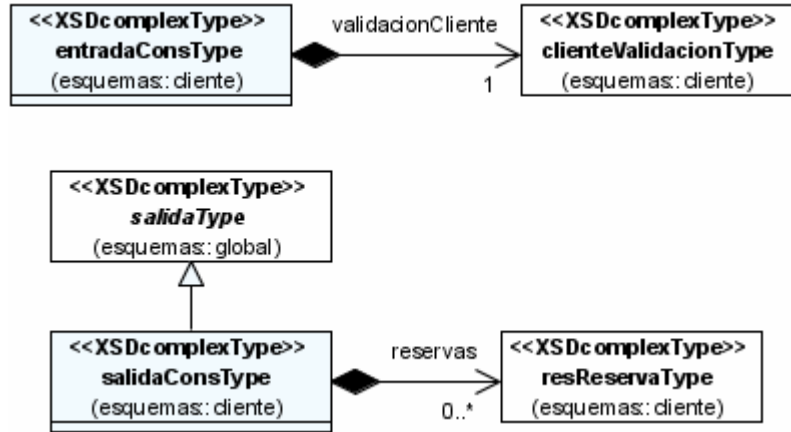 <<XSDcomplexType>>
entradaConsType
(esquemas::cliente)
validacionCliente
1
<<XSDcomplexType>>
clienteValidacionType
(esquemas::cliente)
<<XSDcomplexType>>
salidaType
(esquemas::global)
<<XSDcomplexType>>
salidaConsType
(esquemas::cliente)
reservas
0..*
<<XSDcomplexType>>
resReservaType
(esquemas::cliente)